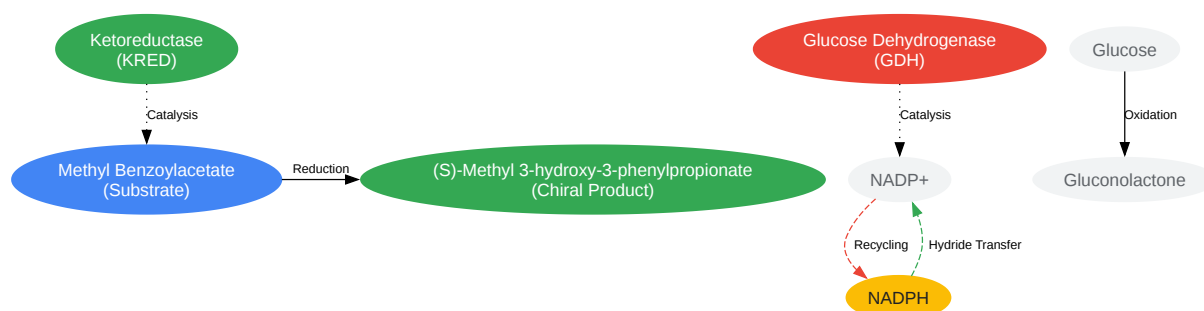 Ketoreductase
(KRED)
Glucose Dehydrogenase
(GDH)
Glucose
Catalysis
Catalysis
Oxidation
Methyl Benzoylacetate
(Substrate)
Reduction
(S)-Methyl 3-hydroxy-3-phenylpropionate
(Chiral Product)
NADP+
Gluconolactone
Recycling
Hydride Transfer
NADPH